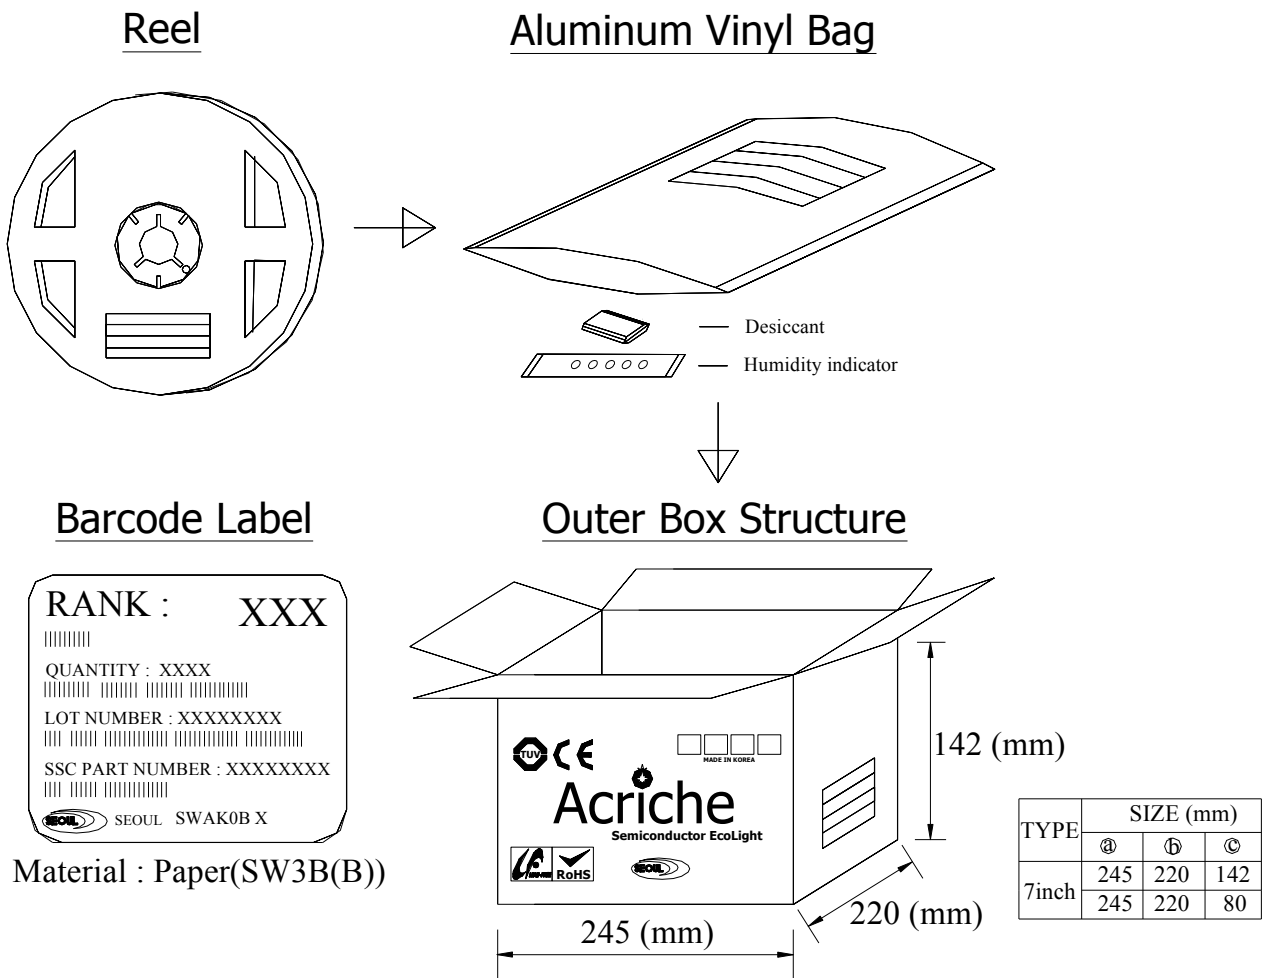 Reel
Aluminum Vinyl Bag
Desiccant
Humidity indicator
Barcode Label
Outer Box Structure
RANK : XXX
QUANTITY : XXXX
LOT NUMBER : XXXXXXXX
SSC PART NUMBER : XXXXXXXX
SEOUL SEOUL SWAK0B X
Material : Paper(SW3B(B))
TUV CE
MADE IN KOREA
Acriche
Semiconductor EcoLight
RoHS
SEOUL
142 (mm)
220 (mm)
245 (mm)
TYPE SIZE (mm)
ⓐ ⓑ ⓒ
7inch 245 220 142
245 220 80